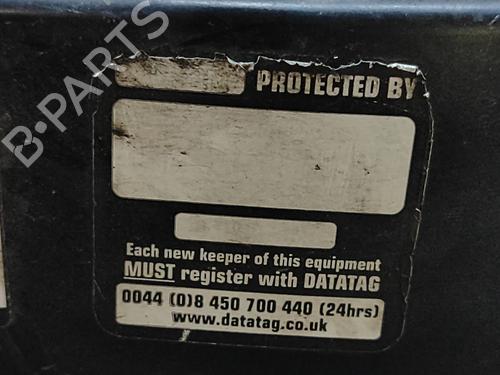 B-PARTS
PROTECTED BY
Each new keeper of this equipment
MUST register with DATATAG
0044 (0)8 450 700 440 (24hrs)
www.datatag.co.uk